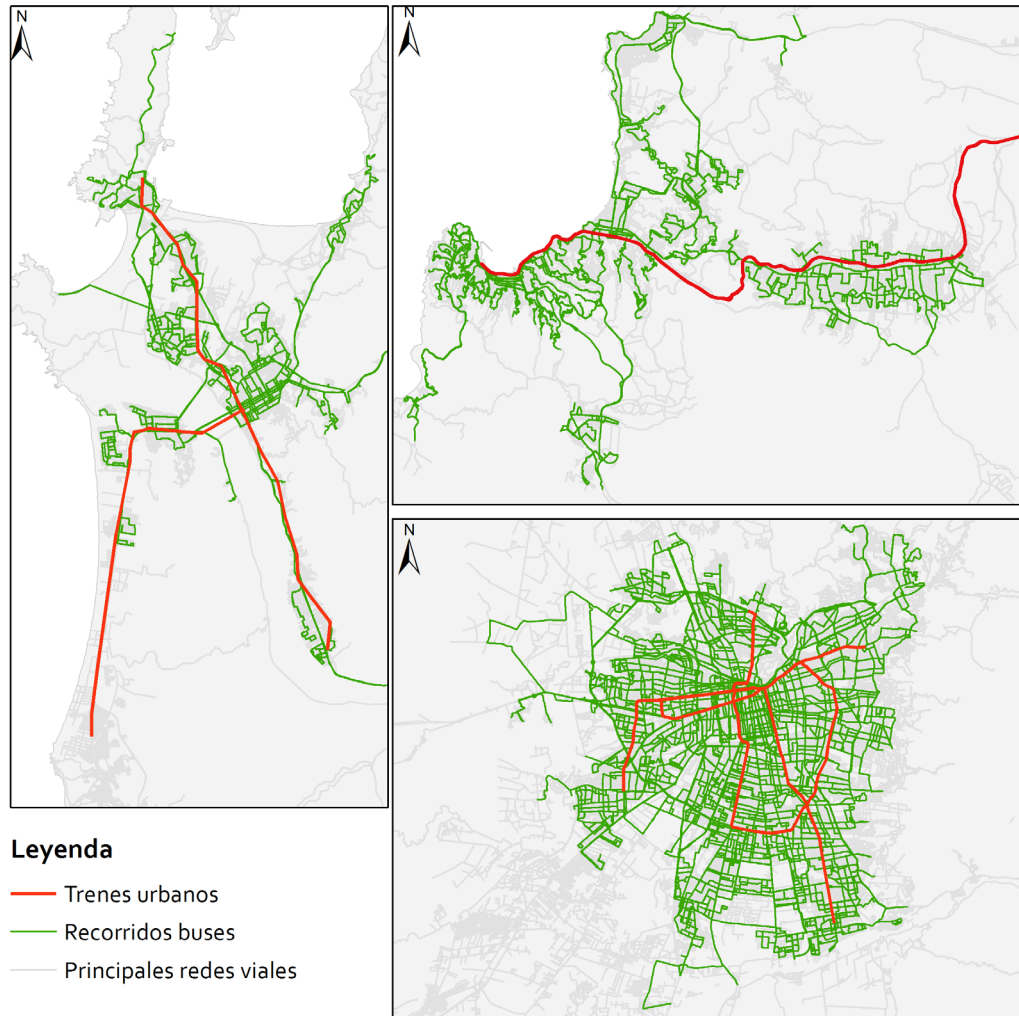 N
N
N
Leyenda
Trenes urbanos
Recorridos buses
Principales redes viales